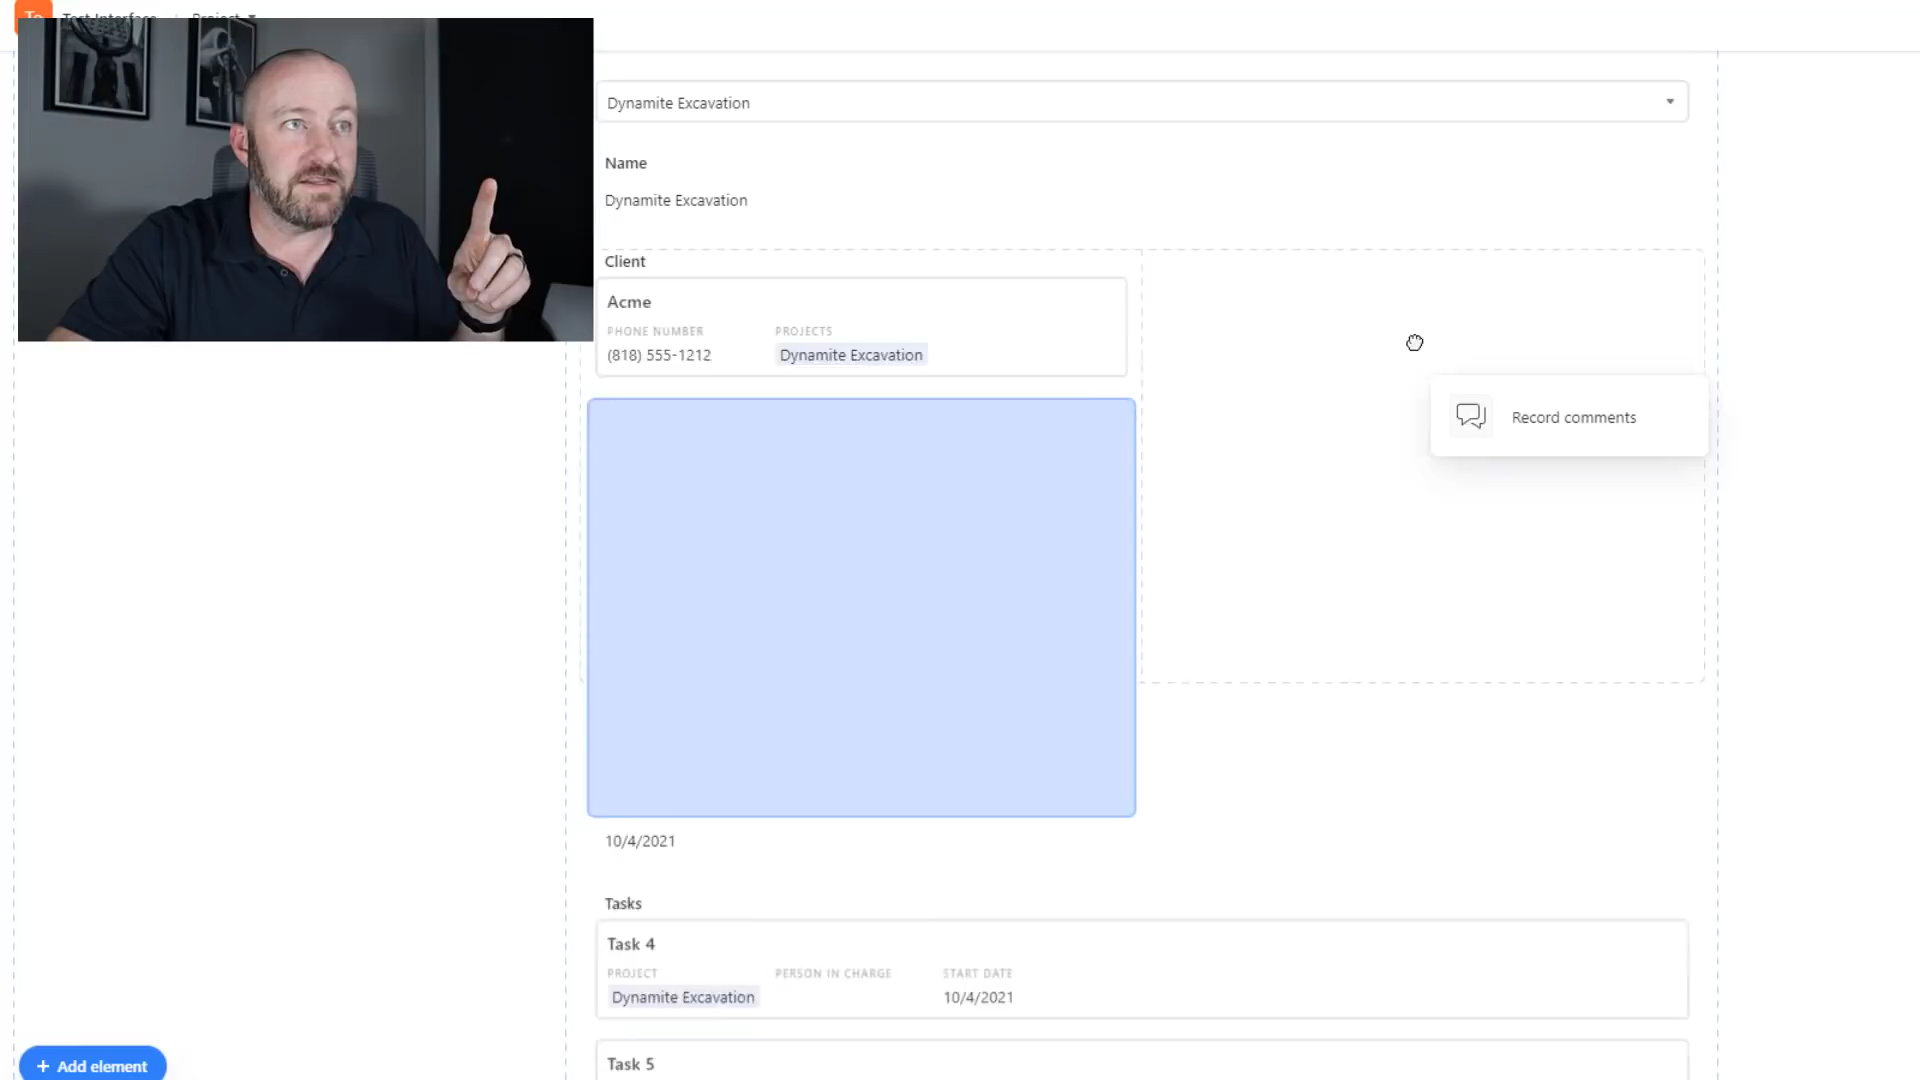 Test Interface
Project
Dynamite Excavation
Name
Dynamite Excavation
Client
Acme
PHONE NUMBER PROJECTS
(818) 555-1212 Dynamite Excavation
Record comments
10/4/2021
Tasks
Task 4
PROJECT PERSON IN CHARGE START DATE
Dynamite Excavation 10/4/2021
Task 5
+ Add element